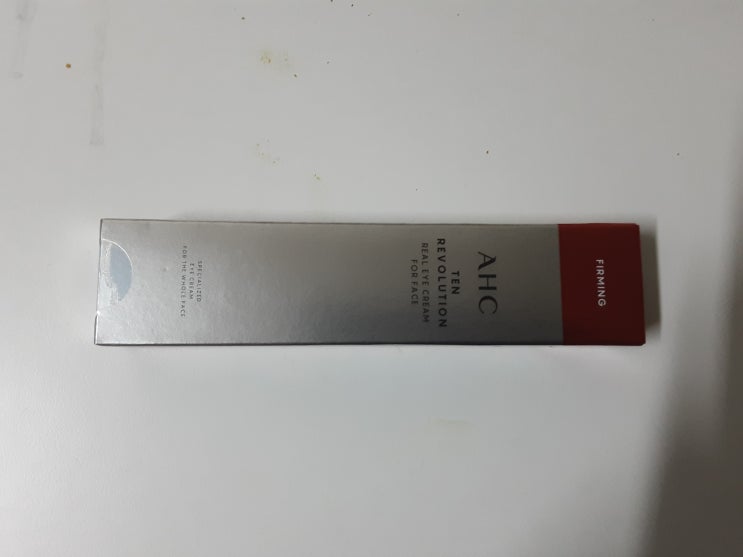 FIRMING
AHC
TEN
REVOLUTION
REAL EYE CREAM
FOR FACE
SPECIALIZED
EYE CREAM
FOR THE WHOLE FACE